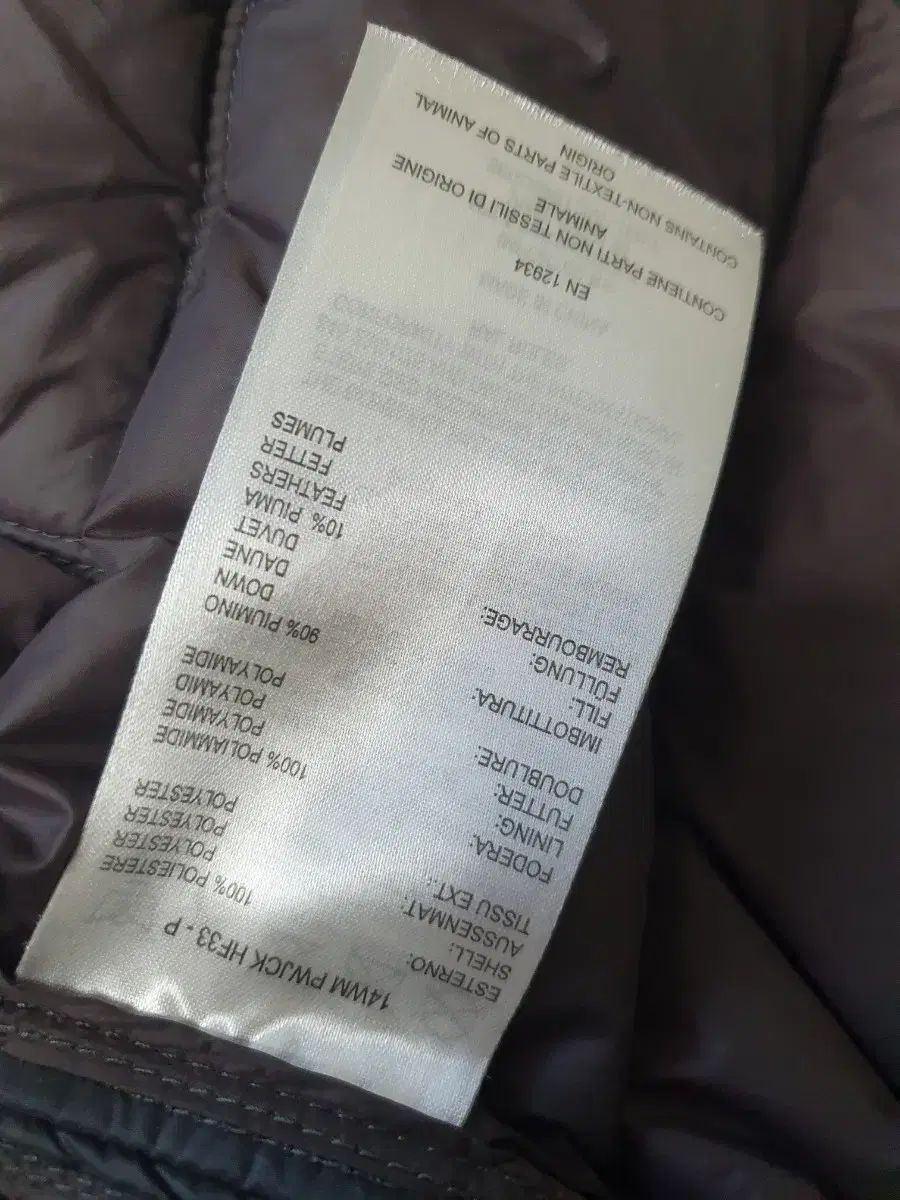 14WM PWJCK HF33 - P
ESTERNO: 100% POLIESTERE
SHELL: POLYESTER
AUSSENMAT: POLYESTER
TISSU EXT.: POLYESTER
FODERA: 100% POLIAMMIDE
LINING: POLYAMIDE
FUTTER: POLYAMID
DOUBLURE: POLYAMIDE
IMBOTTITURA: 90% PIUMINO
FILL: DOWN
FÜLLUNG: DAUNE
REMBOURRAGE: DUVET
10% PIUMA
FEATHERS
FETTER
PLUMES
EN 12934
CONTIENE PARTI NON TESSILI DI ORIGINE
ANIMALE
CONTAINS NON-TEXTILE PARTS OF ANIMAL
ORIGIN